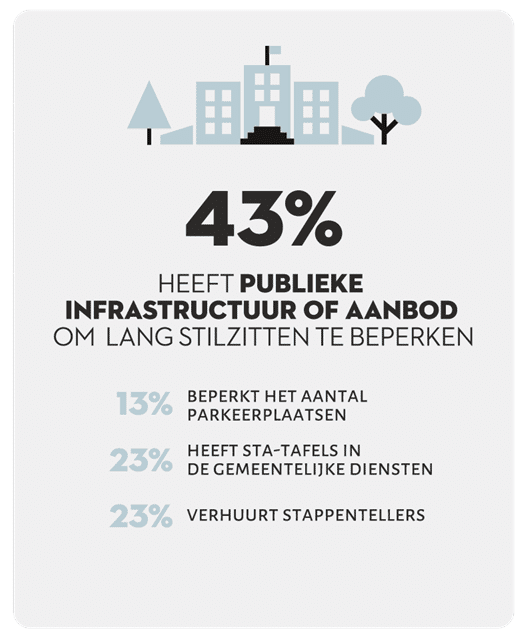 43%
HEEFT PUBLIEKE
INFRASTRUCTUUR OF AANBOD
OM LANG STILZITTEN TE BEPERKEN
13% BEPERKT HET AANTAL
PARKEERPLAATSEN
23% HEEFT STA-TAFELS IN
DE GEMEENTELIJKE DIENSTEN
23% VERHUURT STAPPENTELLERS